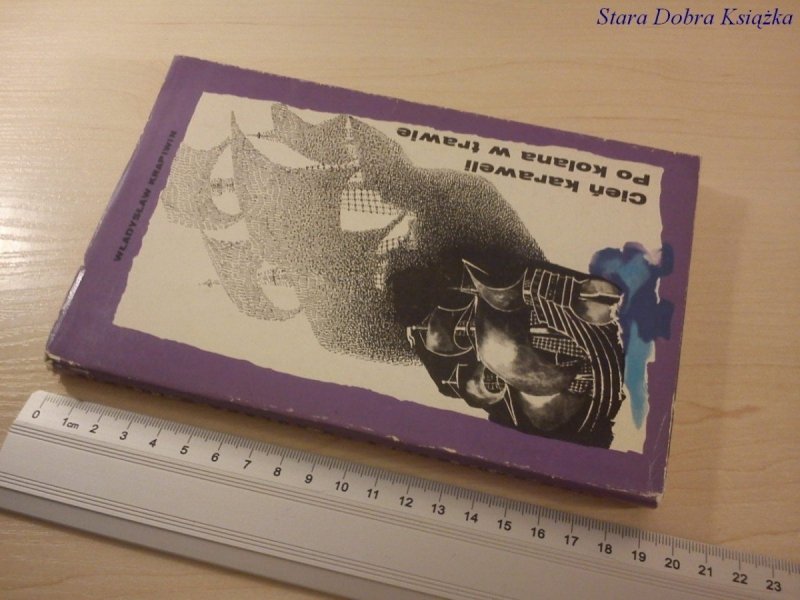 Stara Dobra Książka
WŁADYSŁAW KRAPIWIN
Cień karaweli
Po kolana w trawie
0 1cm 2 3 4 5 6 7 8 9 10 11 12 13 14 15 16 17 18 19 20 21 22 23